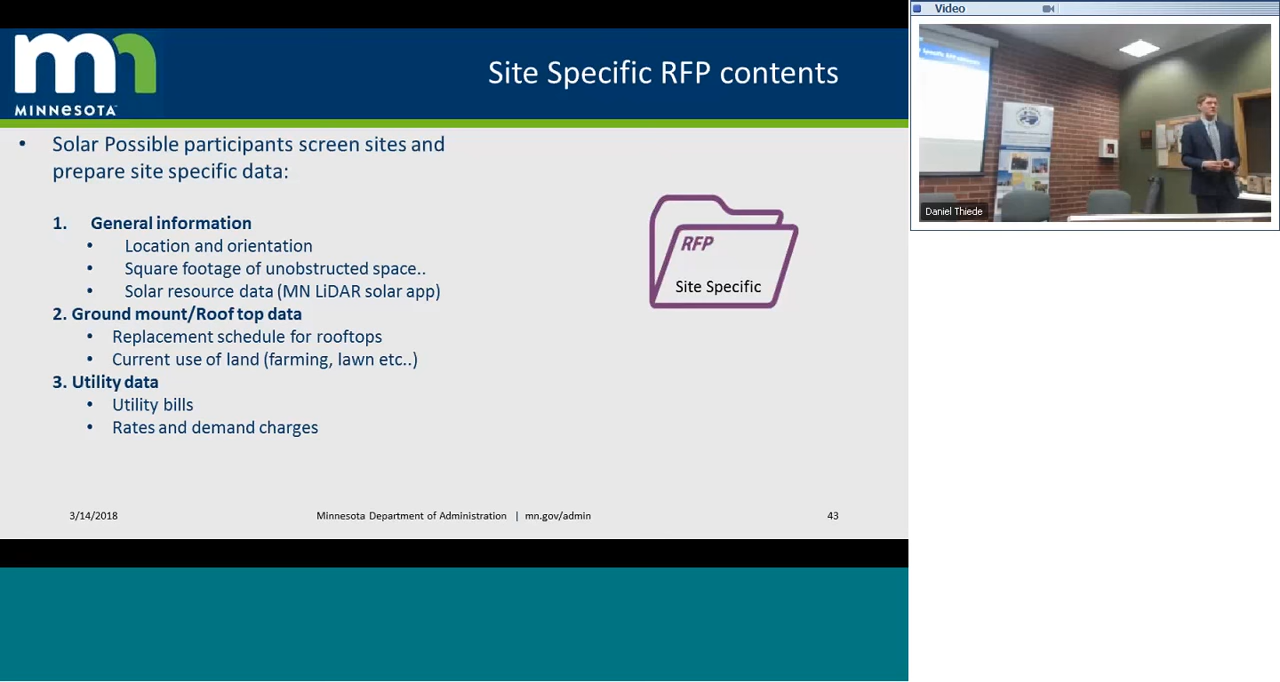 MINNESOTA
Site Specific RFP contents
• Solar Possible participants screen sites and
prepare site specific data:
1. General information
• Location and orientation
• Square footage of unobstructed space..
• Solar resource data (MN LiDAR solar app)
2. Ground mount/Roof top data
• Replacement schedule for rooftops
• Current use of land (farming, lawn etc..)
3. Utility data
• Utility bills
• Rates and demand charges
RFP
Site Specific
3/14/2018
Minnesota Department of Administration | mn.gov/admin
43
Video
Specific RFP contents
Daniel Thiede